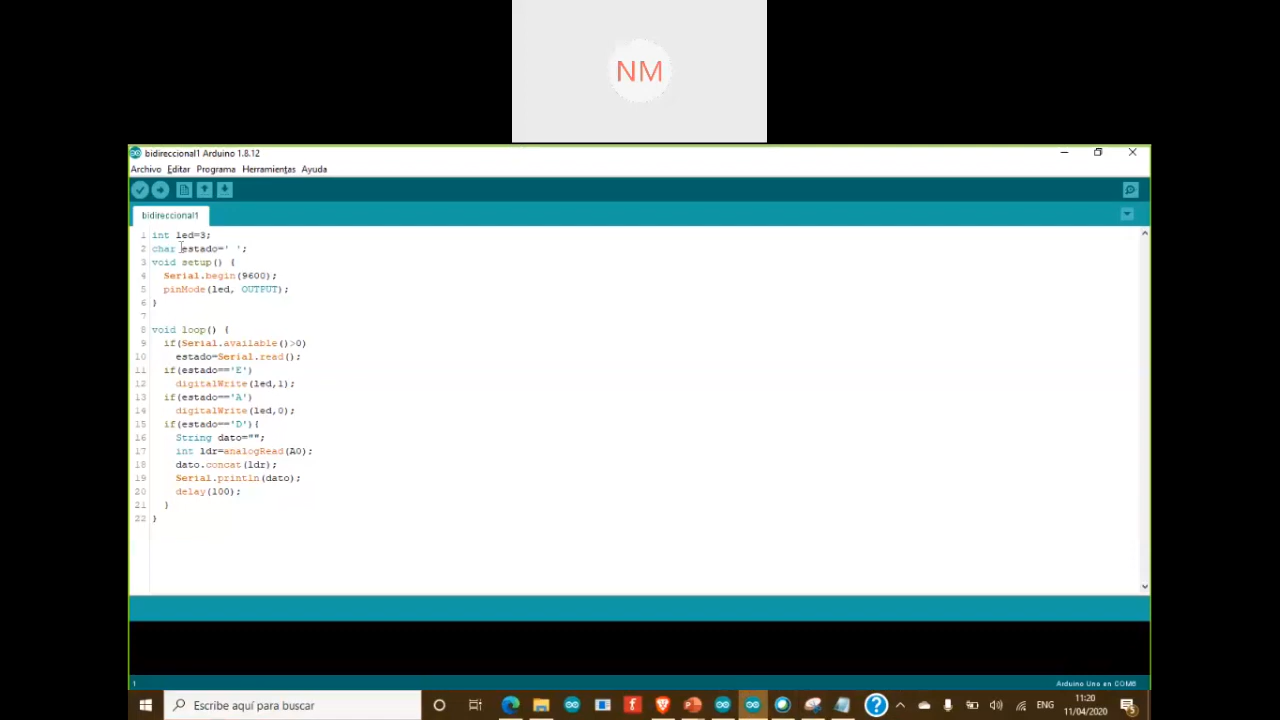 NM
bidireccional1 Arduino 1.8.12
Archivo Editar Programa Herramientas Ayuda
bidireccional1
1 int led=3;
2 char estado=' ';
3 void setup() {
4 Serial.begin(9600);
5 pinMode(led, OUTPUT);
6 }
7
8 void loop() {
9 if(Serial.available()>0)
10 estado=Serial.read();
11 if(estado=='E')
12 digitalWrite(led,1);
13 if(estado=='A')
14 digitalWrite(led,0);
15 if(estado=='D'){
16 String dato="";
17 int ldr=analogRead(A0);
18 dato.concat(ldr);
19 Serial.println(dato);
20 delay(100);
21 }
22 }
1 Arduino Uno en COM6
Escribe aquí para buscar
ENG
11:20
11/04/2020
5